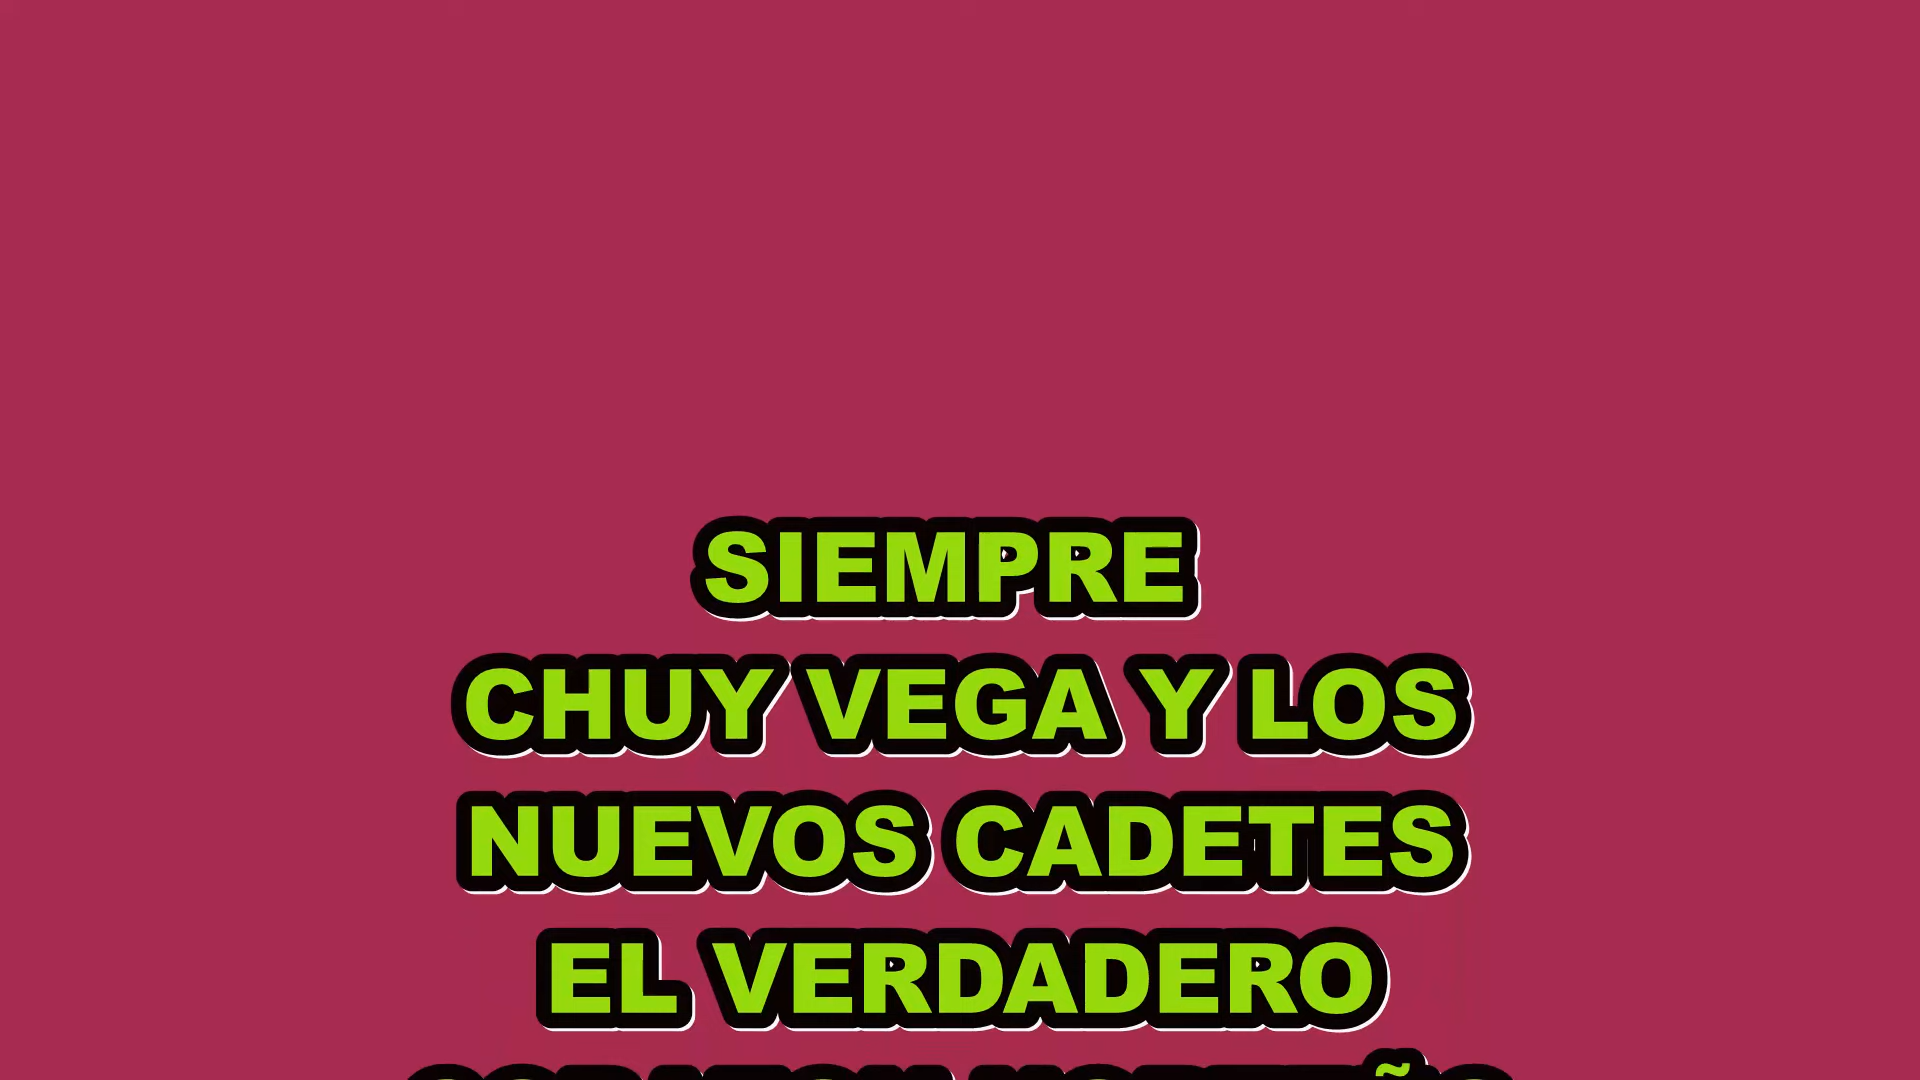 SIEMPRE
CHUY VEGA Y LOS
NUEVOS CADETES
EL VERDADERO